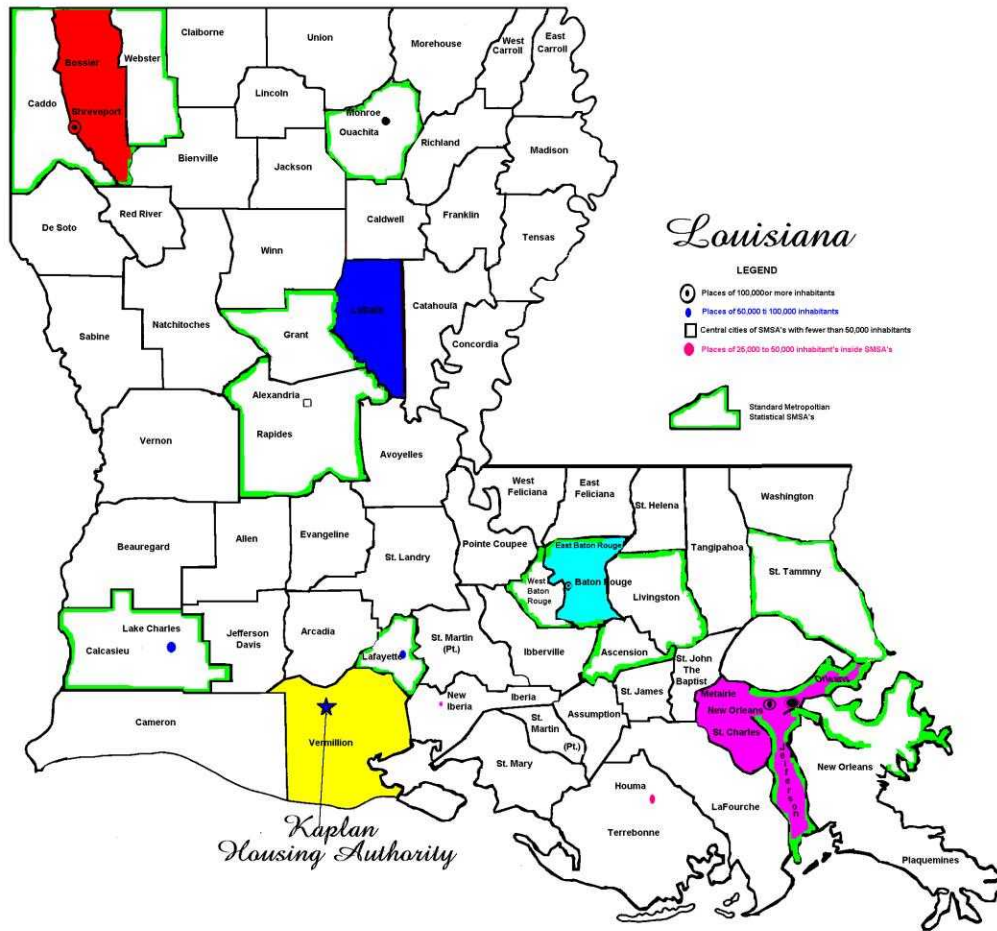 Claiborne
Union
Morehouse
West
Carroll
East
Carroll
Bossier
Webster
Caddo
Shreveport
Lincoln
Monroe
Ouachita
Richland
Madison
Bienville
Jackson
Red River
De Soto
Caldwell
Franklin
Tensas
Winn
Louisiana
LEGEND
Places of 100,000or more inhabitants
Places of 50,000 ti 100,000 inhabitants
Central cities of SMSA's with fewer than 50,000 inhabitants
Places of 25,000 to 50,000 inhabitant's inside SMSA's
Standard Metropoltian
Statistical SMSA's
Sabine
Natchitoches
Grant
Catahoula
Concordia
Alexandria
Rapides
Vernon
Avoyelles
West
Feliciana
East
Feliciana
St. Helena
Washington
Beauregard
Allen
Evangeline
St. Landry
Pointe Coupee
East Baton Rouge
Baton Rouge
West
Baton
Rouge
Tangipahoa
St. Tammny
Livingston
Lake Charles
Calcasieu
Jefferson
Davis
Arcadia
Lafayette
St. Martin
(Pt.)
Ibberville
Ascension
St. John
The
Baptist
St. James
Orleans
Metairie
New Orleans
St. Charles
Jefferson
New Orleans
Cameron
Vermillion
New
Iberia
Iberia
St.
Martin
(Pt.)
Assumption
St. Mary
Houma
Terrebonne
LaFourche
Plaquemines
Kaplan
Housing Authority